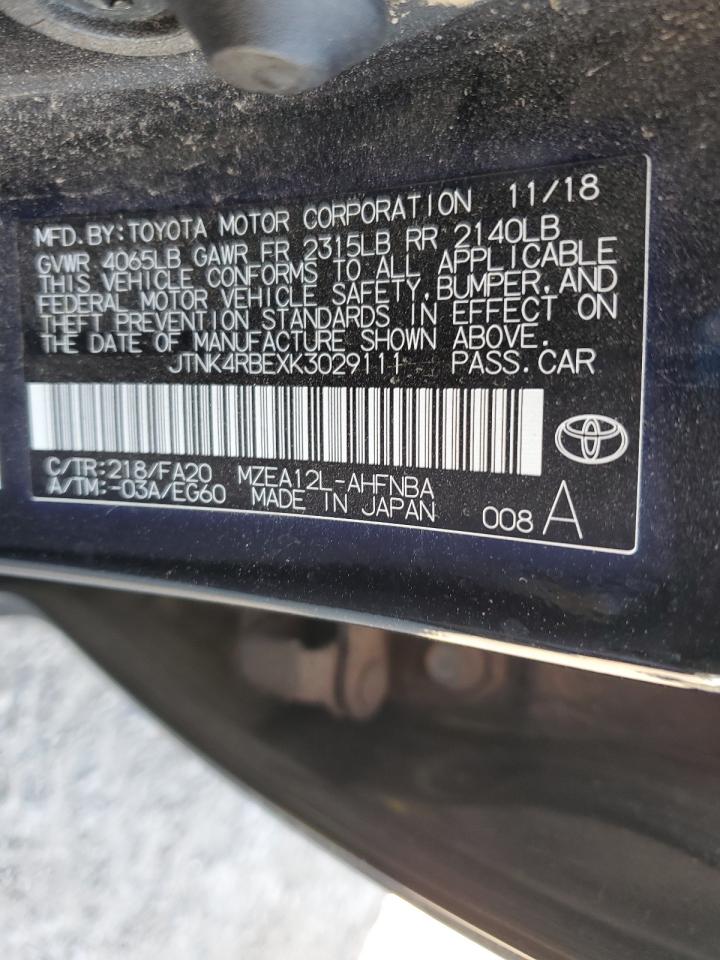 MFD.BY:TOYOTA MOTOR CORPORATION 11/18
GVWR 4065LB GAWR FR 2315LB RR 2140LB
THIS VEHICLE CONFORMS TO ALL APPLICABLE
FEDERAL MOTOR VEHICLE SAFETY,BUMPER,AND
THEFT PREVENTION STANDARDS IN EFFECT ON
THE DATE OF MANUFACTURE SHOWN ABOVE.
JTNK4RBEXK3029111 PASS.CAR
C/TR:218/FA20 MZEA12L-AHFNBA
A/TM:-03A/EG60 MADE IN JAPAN 008 A